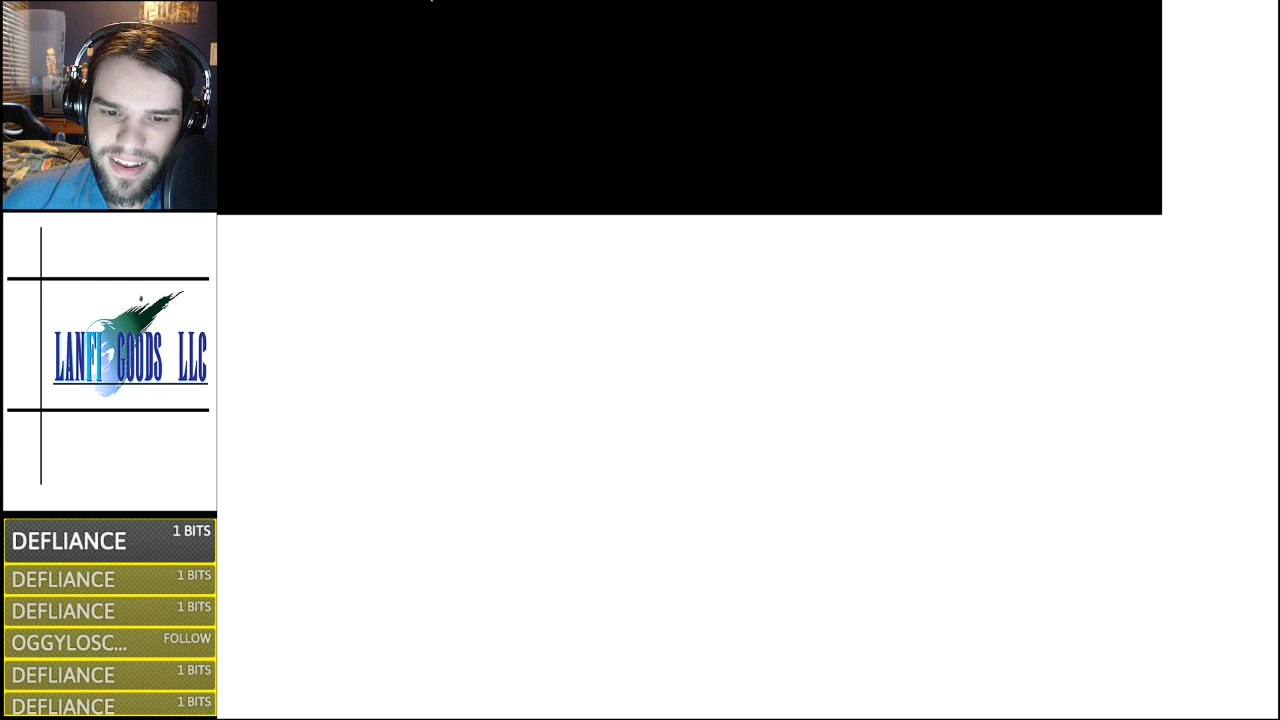 LANFI GOODS LLC
DEFLIANCE 1 BITS
DEFLIANCE 1 BITS
DEFLIANCE 1 BITS
OGGYLOSC... FOLLOW
DEFLIANCE 1 BITS
DEFLIANCE 1 BITS